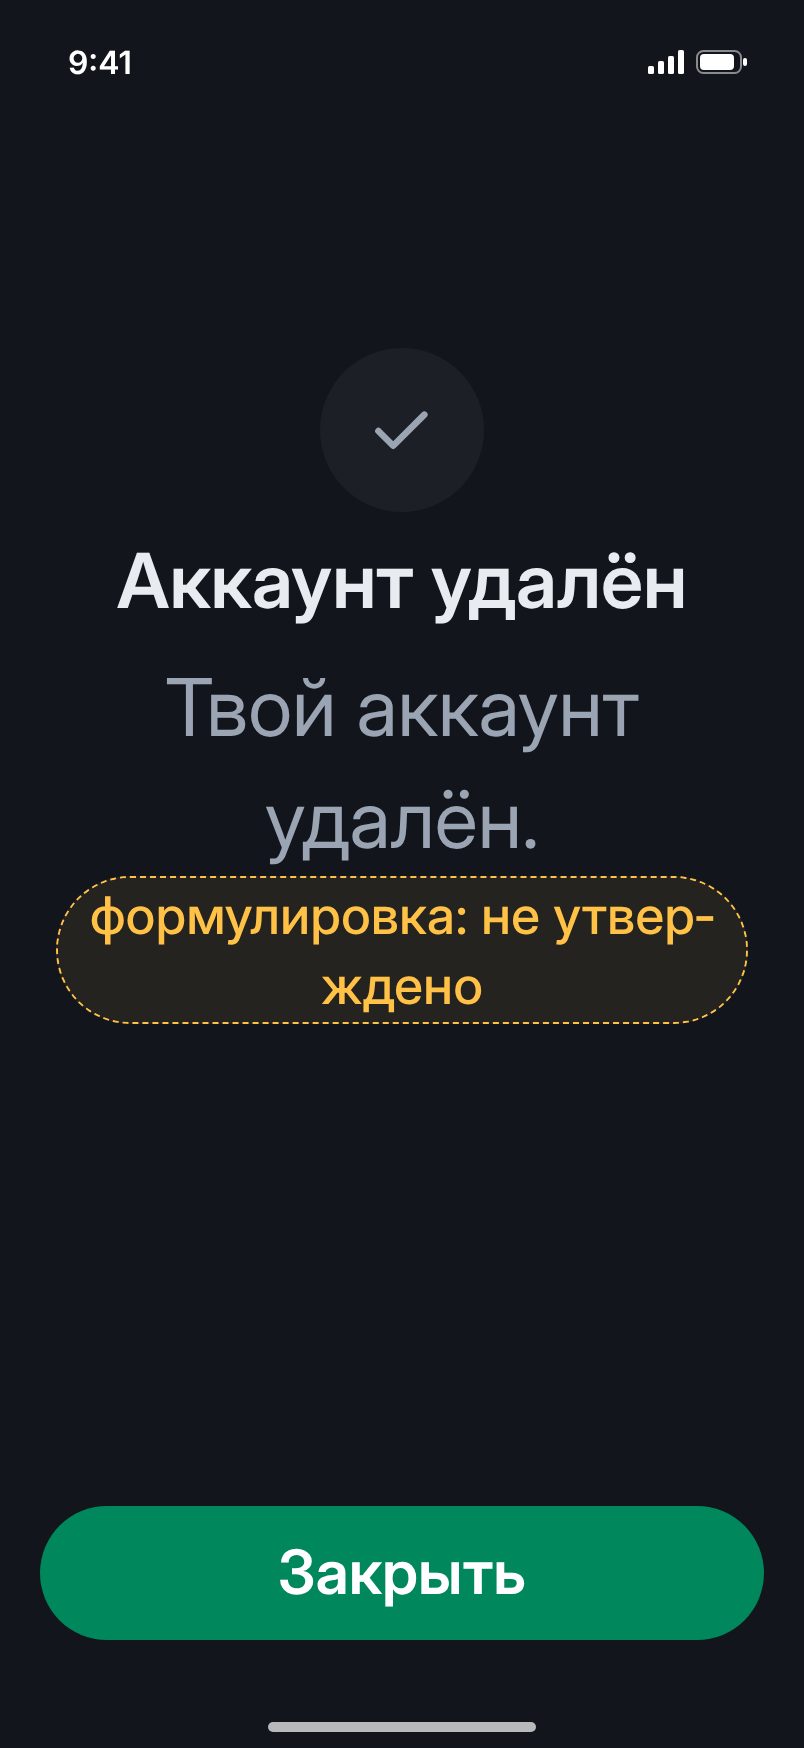 9:41
Аккаунт удалён
Твой аккаунт
удалён.
формулировка: не утвер-
ждено
Закрыть